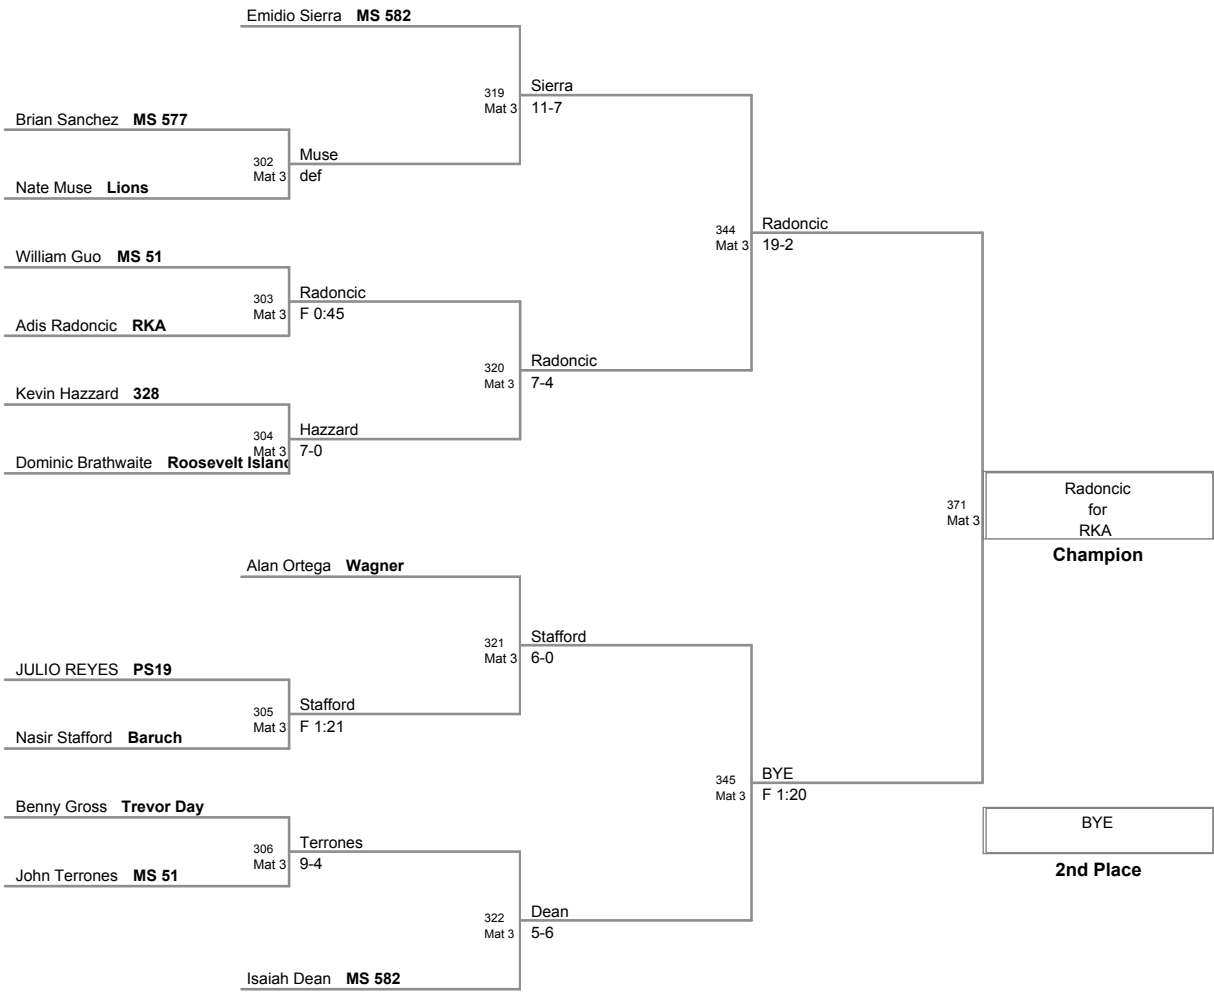 Emidio Sierra MS 582
319
Mat 3
Sierra
11-7
Brian Sanchez MS 577
302
Mat 3
Muse
def
Nate Muse Lions
344
Mat 3
Radoncic
19-2
William Guo MS 51
303
Mat 3
Radoncic
F 0:45
Adis Radoncic RKA
320
Mat 3
Radoncic
7-4
Kevin Hazzard 328
304
Mat 3
Hazzard
7-0
Dominic Brathwaite Roosevelt Island
371
Mat 3
Radoncic
for
RKA
Champion
Alan Ortega Wagner
321
Mat 3
Stafford
6-0
JULIO REYES PS19
305
Mat 3
Stafford
F 1:21
Nasir Stafford Baruch
345
Mat 3
BYE
F 1:20
Benny Gross Trevor Day
306
Mat 3
Terrones
9-4
John Terrones MS 51
BYE
2nd Place
322
Mat 3
Dean
5-6
Isaiah Dean MS 582